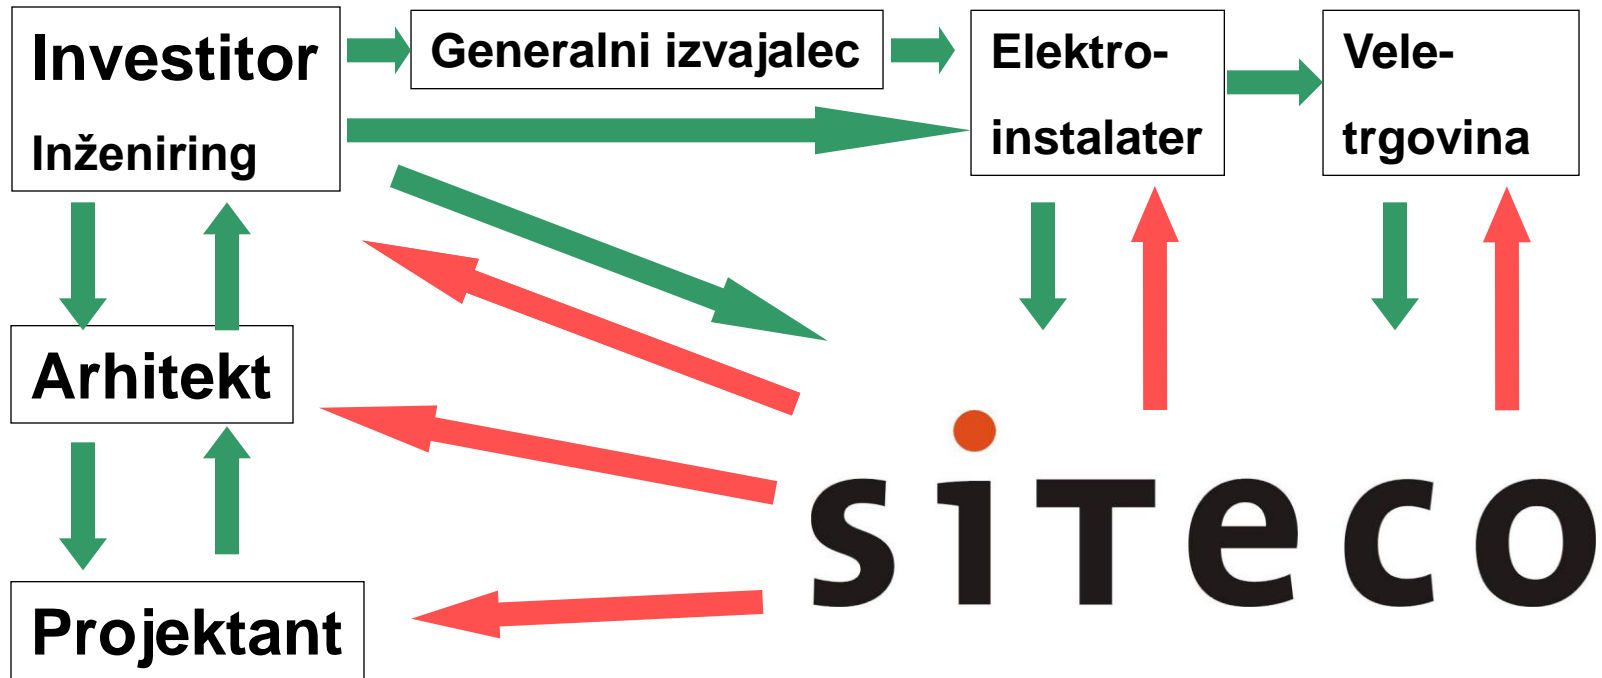 Investitor
Inženiring
Generalni izvajalec
Elektro-
instalater
Vele-
trgovina
Arhitekt
Projektant
siTeco